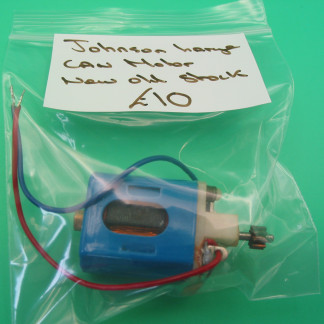 Johnson large
CAN Motor
New old stock
£10